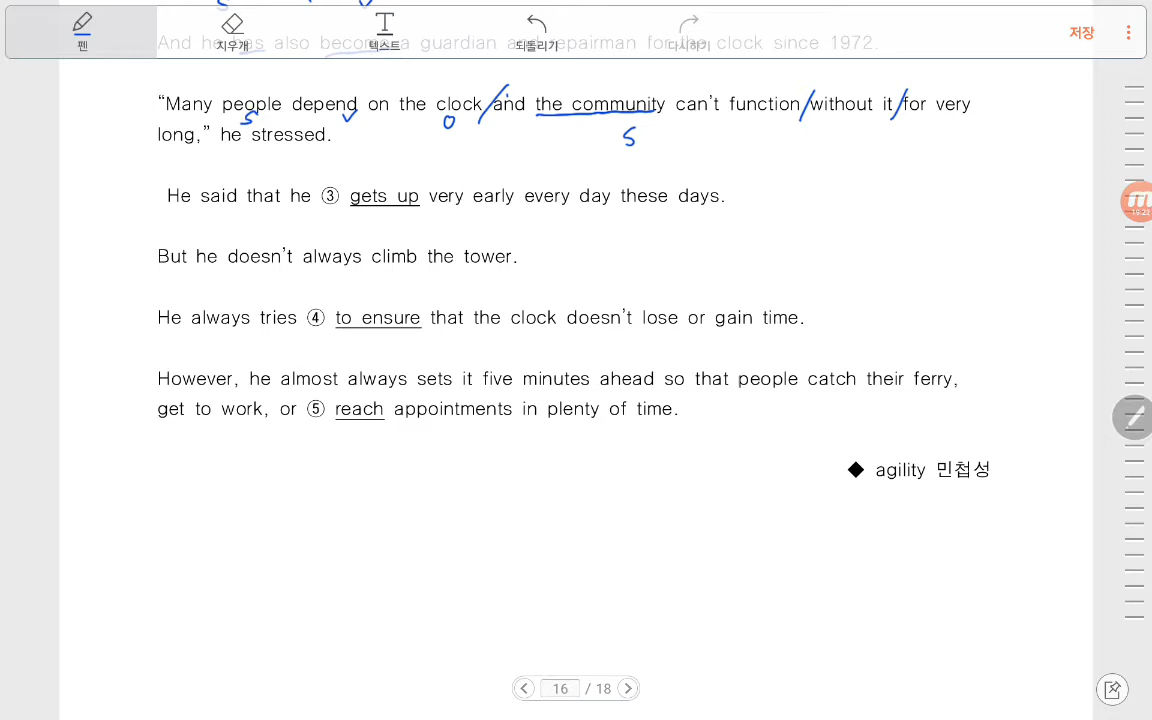 펜
지우개
텍스트
되돌리기
다시하기
저장
And he has also become a guardian and repairman for the clock since 1972.
“Many people depend on the clock and the community can't function without it for very
S V O S
long,” he stressed.
He said that he ③ gets up very early every day these days.
But he doesn't always climb the tower.
He always tries ④ to ensure that the clock doesn't lose or gain time.
However, he almost always sets it five minutes ahead so that people catch their ferry,
get to work, or ⑤ reach appointments in plenty of time.
◆ agility 민첩성
16 / 18